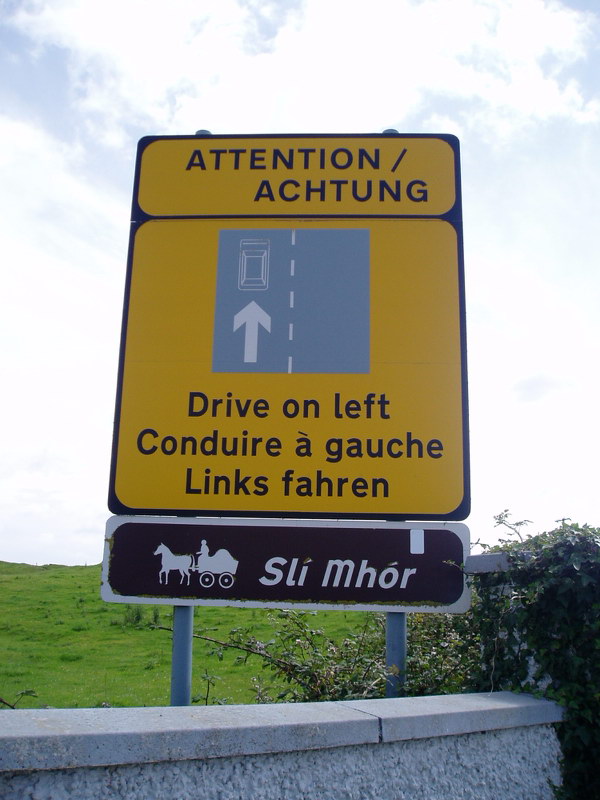 ATTENTION /
ACHTUNG
Drive on left
Conduire à gauche
Links fahren
Slí Mhór